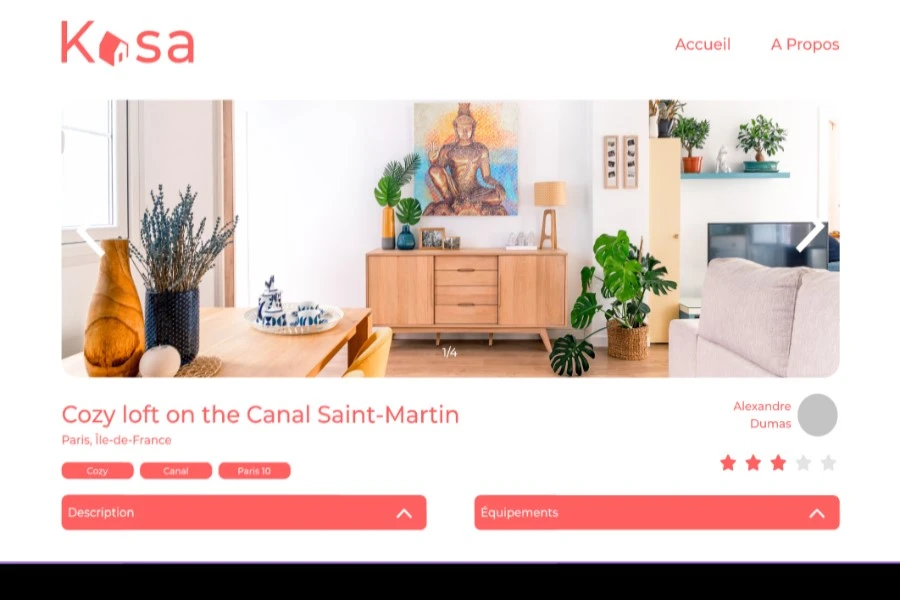 Kasa
Accueil
A Propos
1/4
Cozy loft on the Canal Saint-Martin
Paris, Île-de-France
Cozy
Canal
Paris 10
Alexandre
Dumas
Description
Équipements